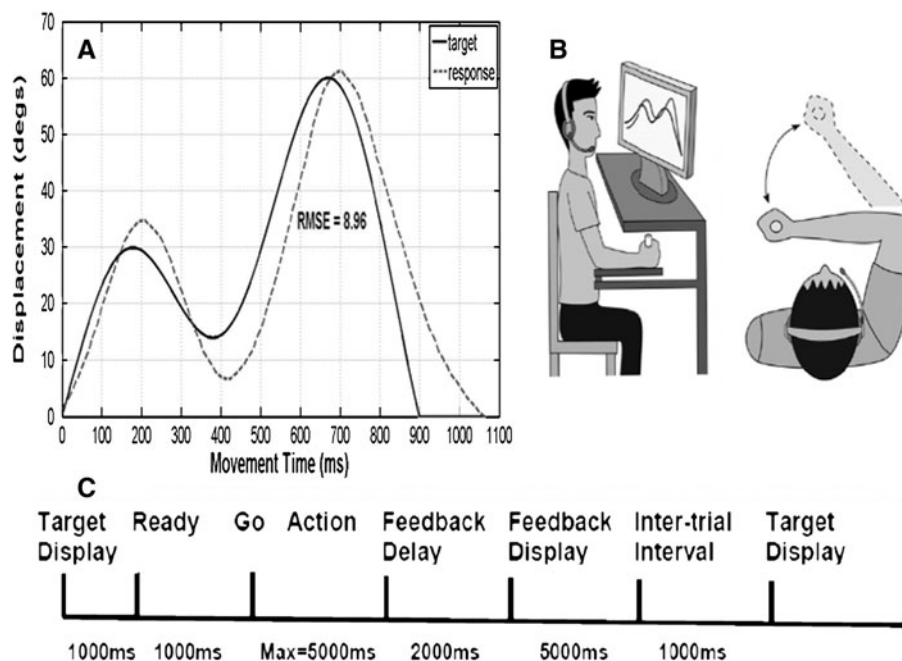 A
target
response
70
60
50
40
30
20
10
0
Displacement (degs)
RMSE = 8.96
0 100 200 300 400 500 600 700 800 900 1000 1100
Movement Time (ms)
B
C
Target Display
Ready
Go
Action
Feedback Delay
Feedback Display
Inter-trial Interval
Target Display
1000ms 1000ms Max=5000ms 2000ms 5000ms 1000ms